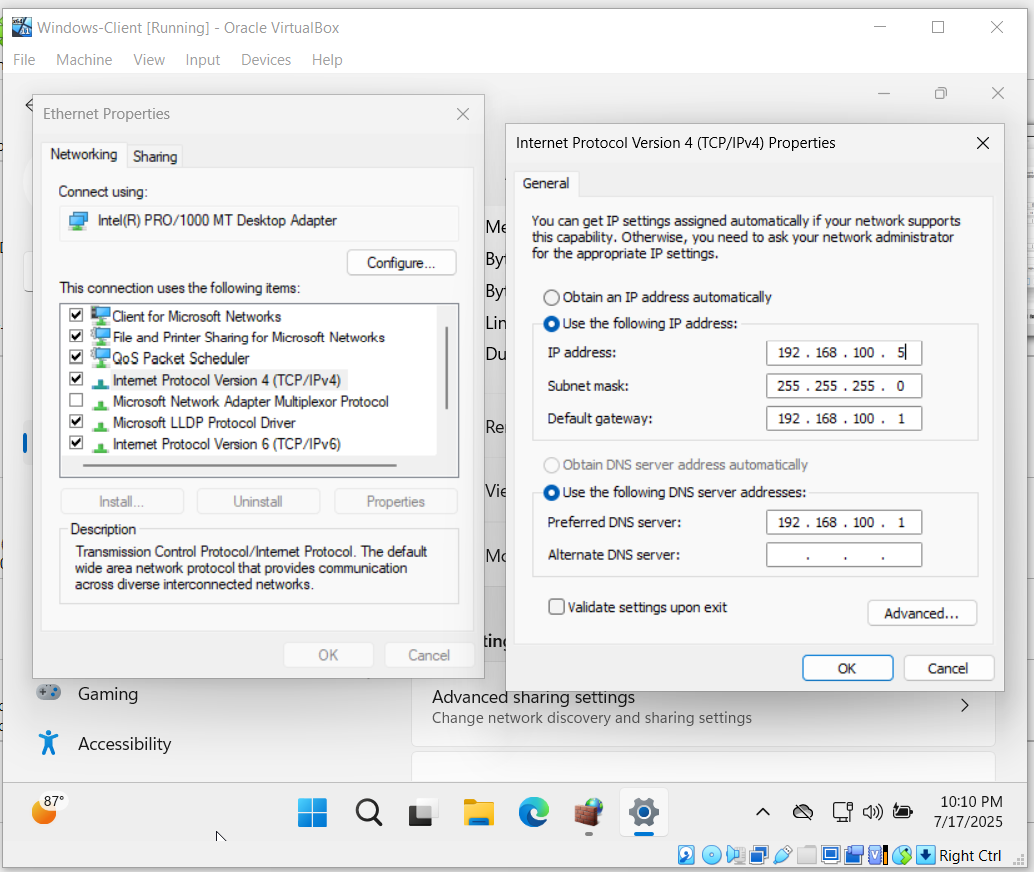 Windows-Client [Running] - Oracle VirtualBox
File Machine View Input Devices Help
Ethernet Properties
Networking Sharing
Connect using:
Intel(R) PRO/1000 MT Desktop Adapter
Configure...
This connection uses the following items:
Client for Microsoft Networks
File and Printer Sharing for Microsoft Networks
QoS Packet Scheduler
Internet Protocol Version 4 (TCP/IPv4)
Microsoft Network Adapter Multiplexor Protocol
Microsoft LLDP Protocol Driver
Internet Protocol Version 6 (TCP/IPv6)
Install... Uninstall Properties
Description
Transmission Control Protocol/Internet Protocol. The default
wide area network protocol that provides communication
across diverse interconnected networks.
OK Cancel
Internet Protocol Version 4 (TCP/IPv4) Properties
General
You can get IP settings assigned automatically if your network supports
this capability. Otherwise, you need to ask your network administrator
for the appropriate IP settings.
Obtain an IP address automatically
Use the following IP address:
IP address: 192 . 168 . 100 . 5
Subnet mask: 255 . 255 . 255 . 0
Default gateway: 192 . 168 . 100 . 1
Obtain DNS server address automatically
Use the following DNS server addresses:
Preferred DNS server: 192 . 168 . 100 . 1
Alternate DNS server: . . .
Validate settings upon exit
Advanced...
OK Cancel
Gaming
Accessibility
Advanced sharing settings
Change network discovery and sharing settings
87°
10:10 PM
7/17/2025
Right Ctrl